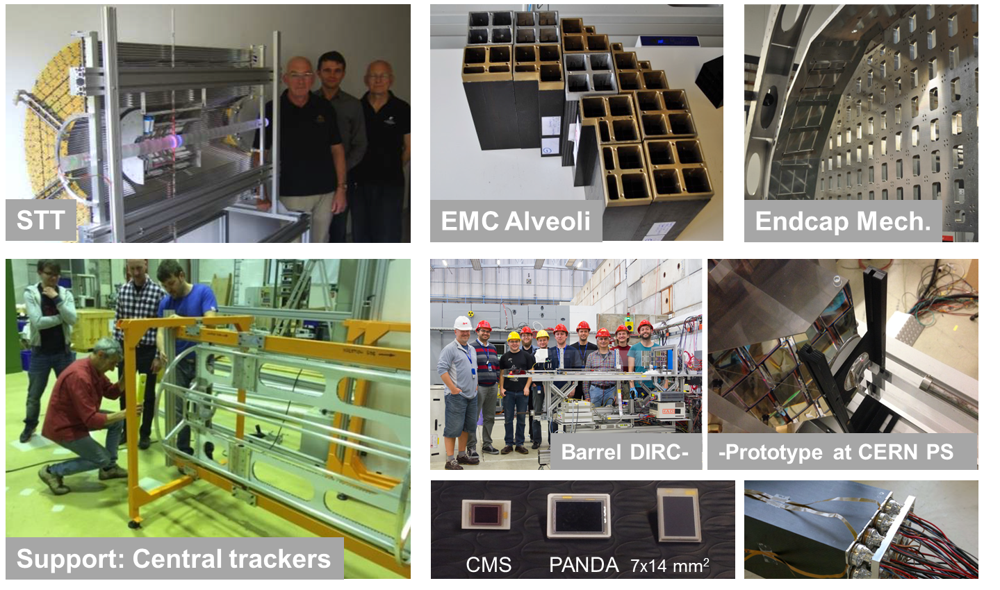 STT
EMC Alveoli
Endcap Mech.
Support: Central trackers
Barrel DIRC-
-Prototype at CERN PS
CMS
PANDA
7x14 mm²